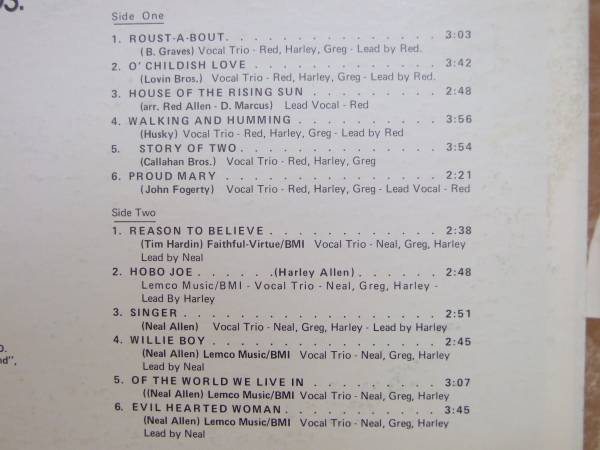 Side One
1. ROUST-A-BOUT. . . . . . . . . . . . . . . 3:03
(B. Graves) Vocal Trio - Red, Harley, Greg - Lead by Red.
2. O' CHILDISH LOVE . . . . . . . . . . . . . 3:42
(Lovin Bros.) Vocal Trio - Red, Harley, Greg - Lead by Red.
3. HOUSE OF THE RISING SUN . . . . . . . . . 2:48
(arr. Red Allen - D. Marcus) Lead Vocal - Red
4. WALKING AND HUMMING . . . . . . . . . . 3:56
(Husky) Vocal Trio - Red, Harley, Greg - Lead by Red
5. STORY OF TWO. . . . . . . . . . . . . . 3:54
(Callahan Bros.) Vocal Trio - Red, Harley, Greg
6. PROUD MARY . . . . . . . . . . . . . . . 2:21
(John Fogerty) Vocal Trio - Red, Harley, Greg - Lead Vocal - Red
Side Two
1. REASON TO BELIEVE . . . . . . . . . . . . 2:38
(Tim Hardin) Faithful-Virtue/BMI Vocal Trio - Neal, Greg, Harley
Lead by Neal
2. HOBO JOE . . . . . .(Harley Allen) . . . . . . 2:48
Lemco Music/BMI - Vocal Trio - Neal, Greg, Harley -
Lead By Harley
3. SINGER . . . . . . . . . . . . . . . . . . 2:51
(Neal Allen) Vocal Trio - Neal, Greg, Harley - Lead by Harley
4. WILLIE BOY . . . . . . . . . . . . . . . . 2:45
(Neal Allen) Lemco Music/BMI Vocal Trio - Neal, Greg, Harley
Lead by Neal
5. OF THE WORLD WE LIVE IN . . . . . . . . . 3:07
((Neal Allen) Lemco Music/BMI Vocal Trio - Neal, Greg, Harley
6. EVIL HEARTED WOMAN. . . . . . . . . . . 3:45
(Neal Allen) Lemco Music/BMI Vocal Trio - Neal, Greg, Harley
Lead by Neal